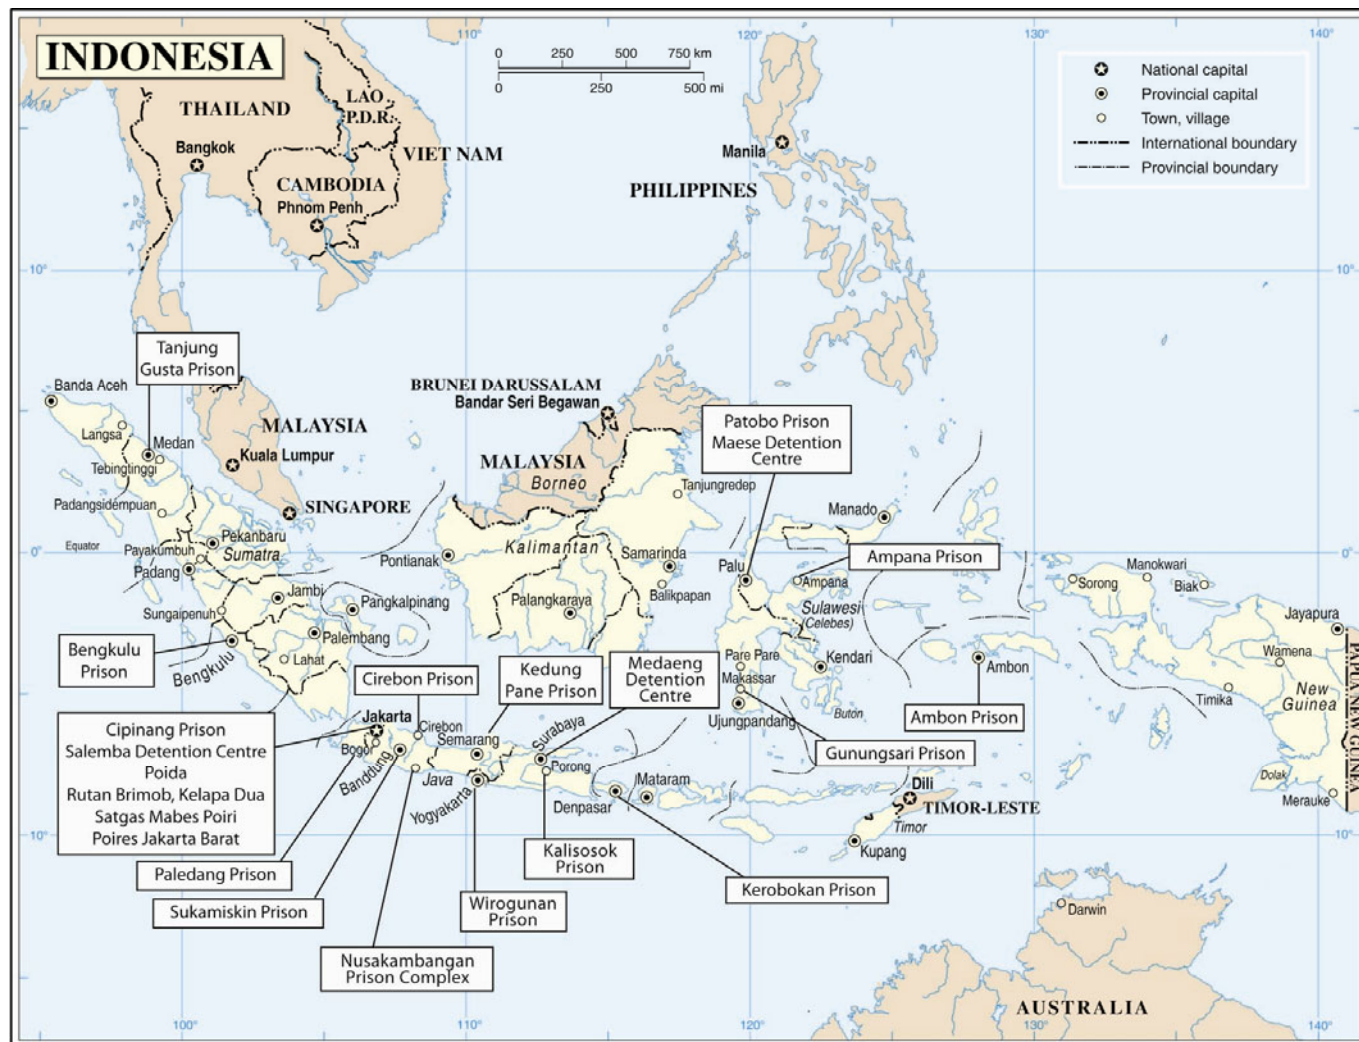 INDONESIA
0 250 500 750 km
0 250 500 mi
120°
130°
140°
National capital
Provincial capital
Town, village
International boundary
Provincial boundary
THAILAND
LAO
P.D.R.
Bangkok
VIET NAM
CAMBODIA
Phnom Penh
Manila
PHILIPPINES
10°
10°
Tanjung
Gusta Prison
Banda Aceh
Langsa
Medan
Tebingtinggi
Padangsidempuan
MALAYSIA
Kuala Lumpur
SINGAPORE
BRUNEI DARUSSALAM
Bandar Seri Begawan
MALAYSIA
Borneo
Tanjungredep
Patobo Prison
Maese Detention
Centre
Manado
Equator
0°
0°
Pekanbaru
Payakumbuh
Sumatra
Padang
Pontianak
Kalimantan
Samarinda
Balikpapan
Palangkaraya
Palu
Ampana Prison
Ampana
Sulawesi
(Celebes)
Manokwari
Sorong
Biak
Jayapura
Jambi
Sungaipenuh
Pangkalpinang
Palembang
Lahat
Bengkulu
Bengkulu
Prison
Pare Pare
Makassar
Kendari
Ujungpandang
Butón
Ambon
Ambon Prison
Wamena
Timika
New
Guinea
PAPUA NEW GUINEA
Dolak
Merauke
Cirebon Prison
Kedung
Pane Prison
Medaeng
Detention
Centre
Gunungsari Prison
Cipinang Prison
Salemba Detention Centre
Poida
Rutan Brimob, Kelapa Dua
Satgas Mabes Poiri
Poires Jakarta Barat
Jakarta
Bogor
Cirebon
Banddung
Semarang
Java
Yogyakarta
Surabaya
Porong
Denpasar
Mataram
Dili
TIMOR-LESTE
Timor
Kupang
10°
10°
Paledang Prison
Sukamiskin Prison
Nusakambangan
Prison Complex
Wirogunan
Prison
Kalisosok
Prison
Kerobokan Prison
Darwin
AUSTRALIA
100°
110°
120°
130°
140°